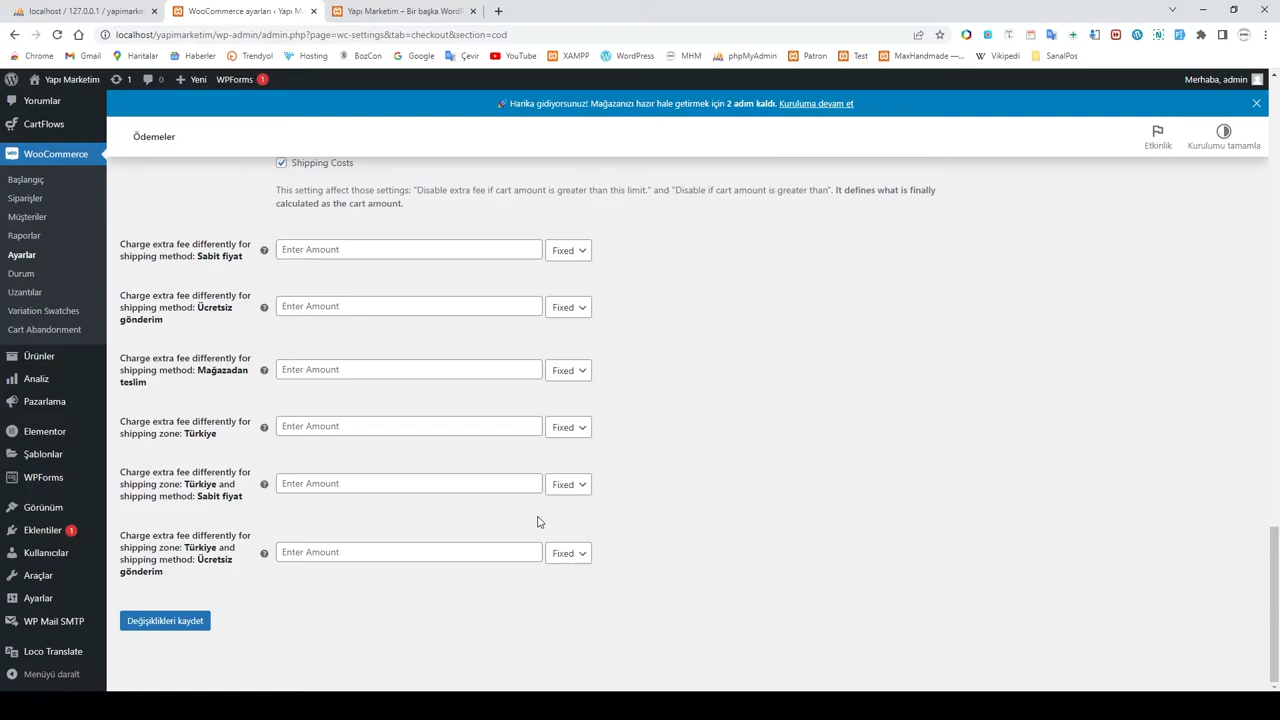 localhost / 127.0.0.1 / yapimarket
WooCommerce ayarları ‹ Yapı M
Yapı Marketim – Bir başka WordP
localhost/yapimarketim/wp-admin/admin.php?page=wc-settings&tab=checkout&section=cod
Chrome
Gmail
Haritalar
Haberler
Trendyol
Hosting
BozCon
Google
Çevir
YouTube
XAMPP
WordPress
MHM
phpMyAdmin
Patron
Test
MaxHandmade —...
Vikipedi
SanalPos
Yapı Marketim
1
0
Yeni
WPForms
1
Merhaba, admin
🚀 Harika gidiyorsunuz! Mağazanızı hazır hale getirmek için 2 adım kaldı. Kuruluma devam et
Ödemeler
Etkinlik
Kurulumu tamamla
Yorumlar
CartFlows
WooCommerce
Başlangıç
Siparişler
Müşteriler
Raporlar
Ayarlar
Durum
Uzantılar
Variation Swatches
Cart Abandonment
Ürünler
Analiz
Pazarlama
Elementor
Şablonlar
WPForms
Görünüm
Eklentiler 1
Kullanıcılar
Araçlar
Ayarlar
WP Mail SMTP
Loco Translate
Menüyü daralt
Shipping Costs
This setting affect those settings: "Disable extra fee if cart amount is greater than this limit." and "Disable if cart amount is greater than". It defines what is finally
calculated as the cart amount.
Charge extra fee differently for
shipping method: Sabit fiyat
Enter Amount
Fixed
Charge extra fee differently for
shipping method: Ücretsiz
gönderim
Enter Amount
Fixed
Charge extra fee differently for
shipping method: Mağazadan
teslim
Enter Amount
Fixed
Charge extra fee differently for
shipping zone: Türkiye
Enter Amount
Fixed
Charge extra fee differently for
shipping zone: Türkiye and
shipping method: Sabit fiyat
Enter Amount
Fixed
Charge extra fee differently for
shipping zone: Türkiye and
shipping method: Ücretsiz
gönderim
Enter Amount
Fixed
Değişiklikleri kaydet